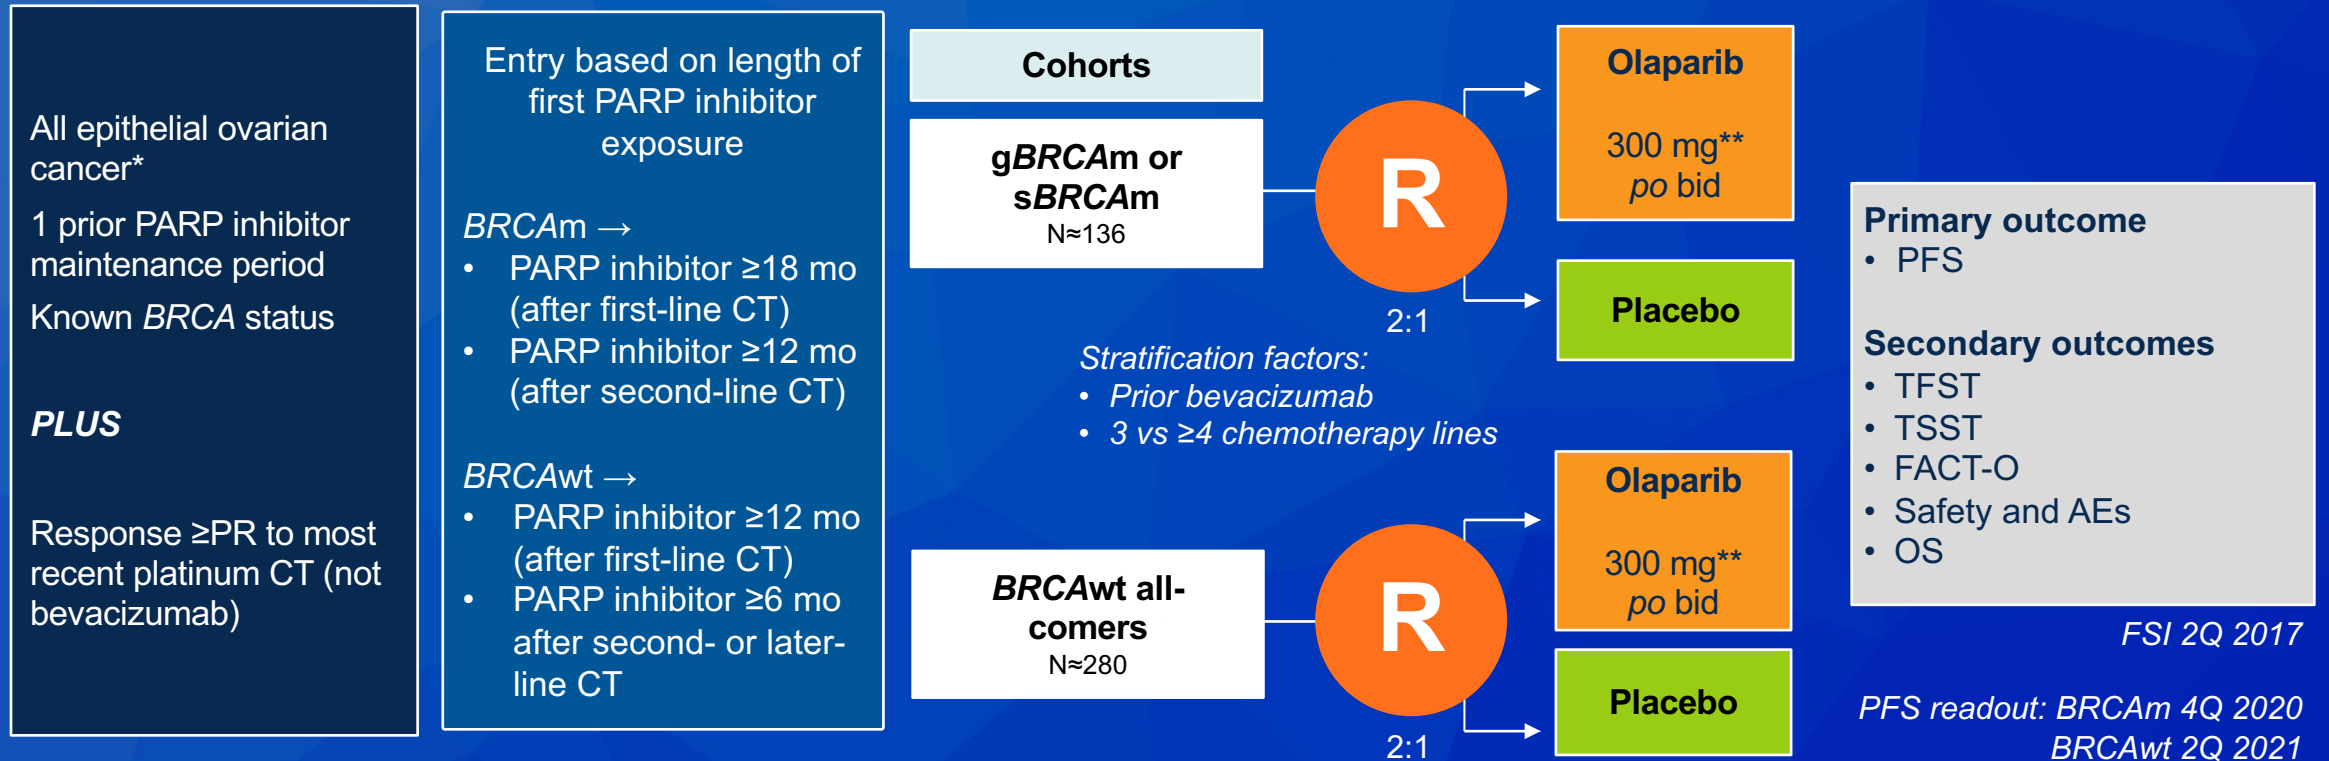 All epithelial ovarian
cancer*
1 prior PARP inhibitor
maintenance period
Known BRCA status
PLUS
Response ≥PR to most
recent platinum CT (not
bevacizumab)
Entry based on length of
first PARP inhibitor
exposure
BRCAm →
• PARP inhibitor ≥18 mo
(after first-line CT)
• PARP inhibitor ≥12 mo
(after second-line CT)
BRCAwt →
• PARP inhibitor ≥12 mo
(after first-line CT)
• PARP inhibitor ≥6 mo
after second- or later-
line CT
Cohorts
gBRCAm or
sBRCAm
N≈136
R
2:1
Olaparib
300 mg**
po bid
Placebo
Stratification factors:
• Prior bevacizumab
• 3 vs ≥4 chemotherapy lines
BRCAwt all-
comers
N≈280
R
2:1
Olaparib
300 mg**
po bid
Placebo
Primary outcome
• PFS
Secondary outcomes
• TFST
• TSST
• FACT-O
• Safety and AEs
• OS
FSI 2Q 2017
PFS readout: BRCAm 4Q 2020
BRCAwt 2Q 2021